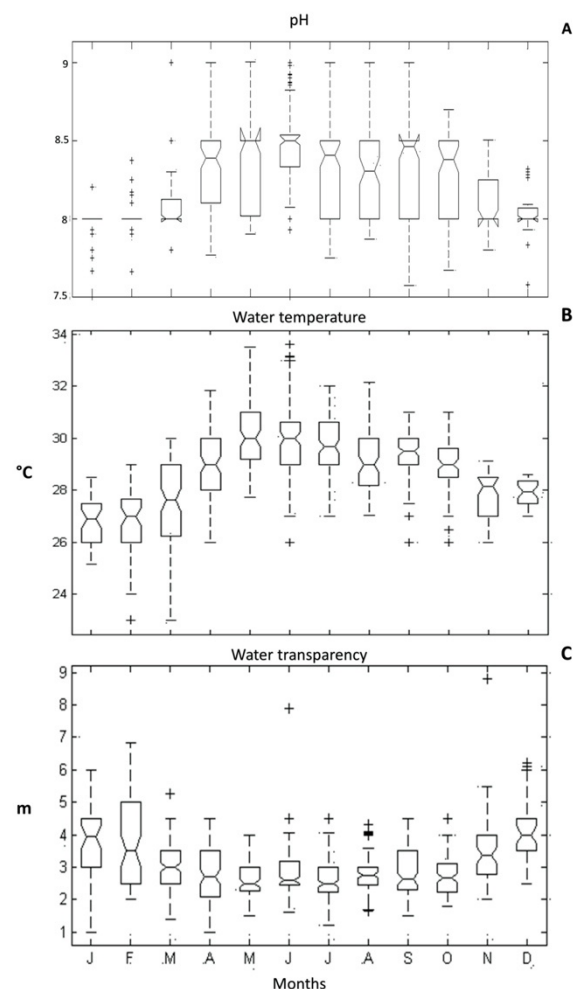 pH
A
9
8.5
8
7.5
Water temperature
B
34
32
30
°C
28
26
24
Water transparency
C
9
8
7
6
5
m
4
3
2
1
J F M A M J J A S O N D
Months